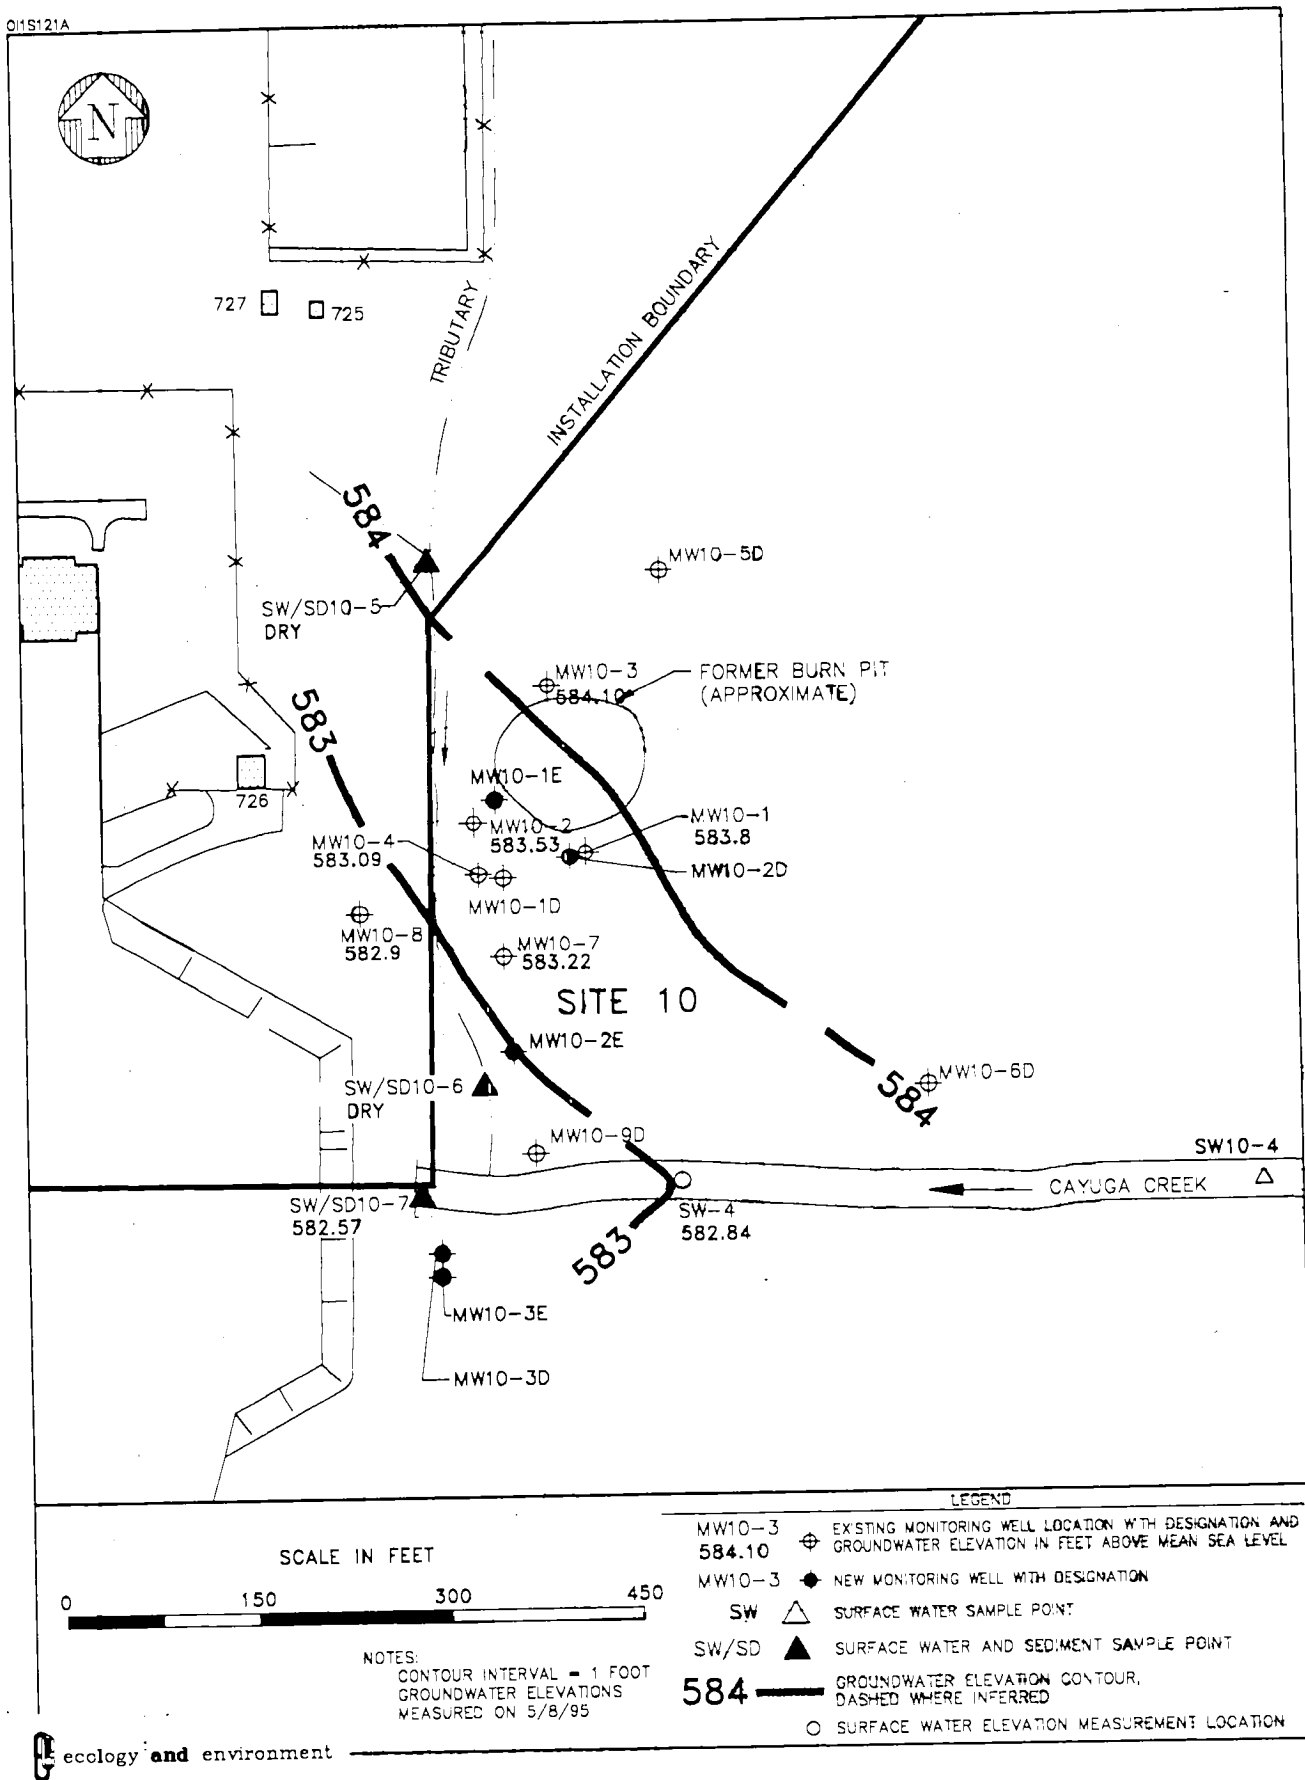 OI1S121A
N
727
725
TRIBUTARY
INSTALLATION BOUNDARY
584
MW10-5D
SW/SD10-5
DRY
MW10-3
584.10
FORMER BURN PIT
(APPROXIMATE)
583
726
MW10-1E
MW10-2
583.53
MW10-1
583.8
MW10-4
583.09
MW10-2D
MW10-1D
MW10-8
582.9
MW10-7
583.22
SITE 10
MW10-2E
SW/SD10-6
DRY
MW10-6D
584
MW10-9D
SW10-4
CAYUGA CREEK
SW/SD10-7
582.57
SW-4
582.84
583
MW10-3E
MW10-3D
LEGEND
MW10-3
584.10
EXISTING MONITORING WELL LOCATION WTH DESIGNATION AND
GROUNDWATER ELEVATION IN FEET ABOVE MEAN SEA LEVEL
MW10-3 NEW MONITORING WELL WITH DESIGNATION
SW SURFACE WATER SAMPLE POINT
SW/SD SURFACE WATER AND SEDIMENT SAMPLE POINT
584 GROUNDWATER ELEVATION CONTOUR,
DASHED WHERE INFERRED
SURFACE WATER ELEVATION MEASUREMENT LOCATION
SCALE IN FEET
0 150 300 450
NOTES:
CONTOUR INTERVAL = 1 FOOT
GROUNDWATER ELEVATIONS
MEASURED ON 5/8/95
ecology and environment